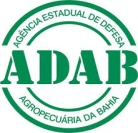 AGÊNCIA ESTADUAL DE DEFESA
ADAB
AGROPECUÁRIA DA BAHIA